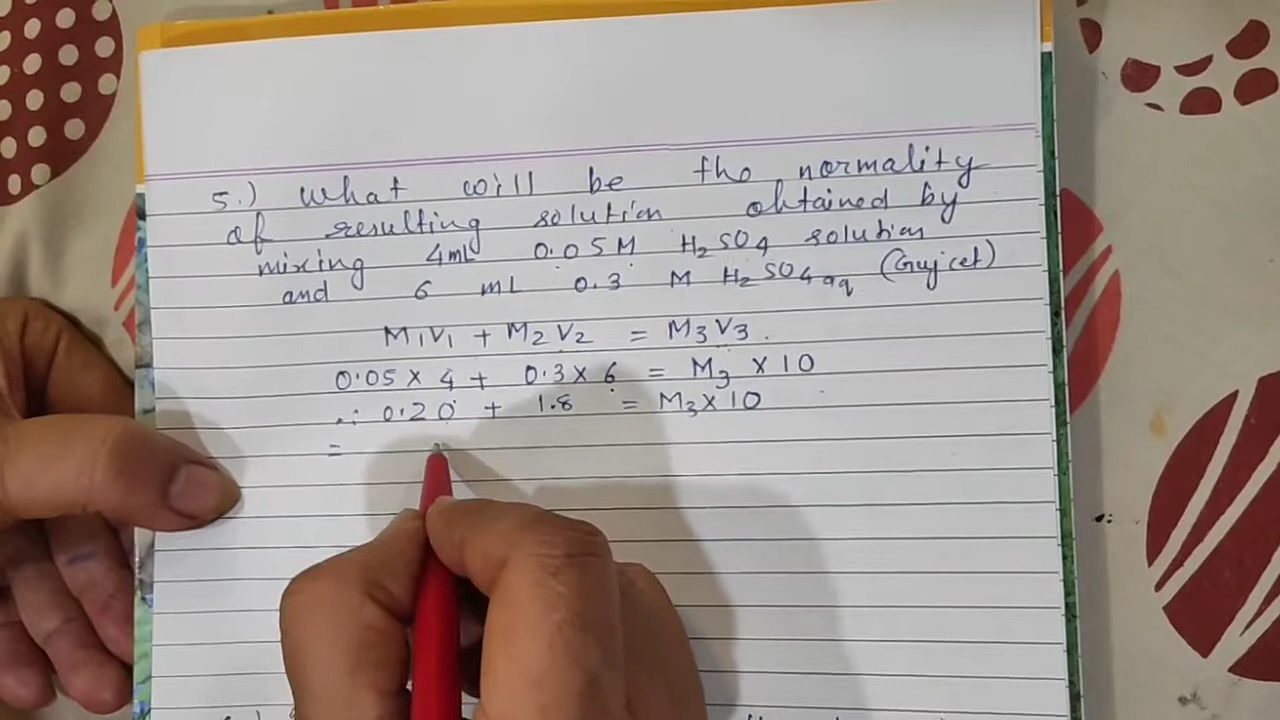 5.) What will be the normality
of resulting solution obtained by
mixing 4mL 0.05M H₂SO₄ solution
and 6 mL 0.3 M H₂SO₄ aq (Gujcet)
M₁V₁ + M₂V₂ = M₃V₃.
0.05 × 4 + 0.3 × 6 = M₃ × 10
∴ 0.20 + 1.8 = M₃ × 10
=